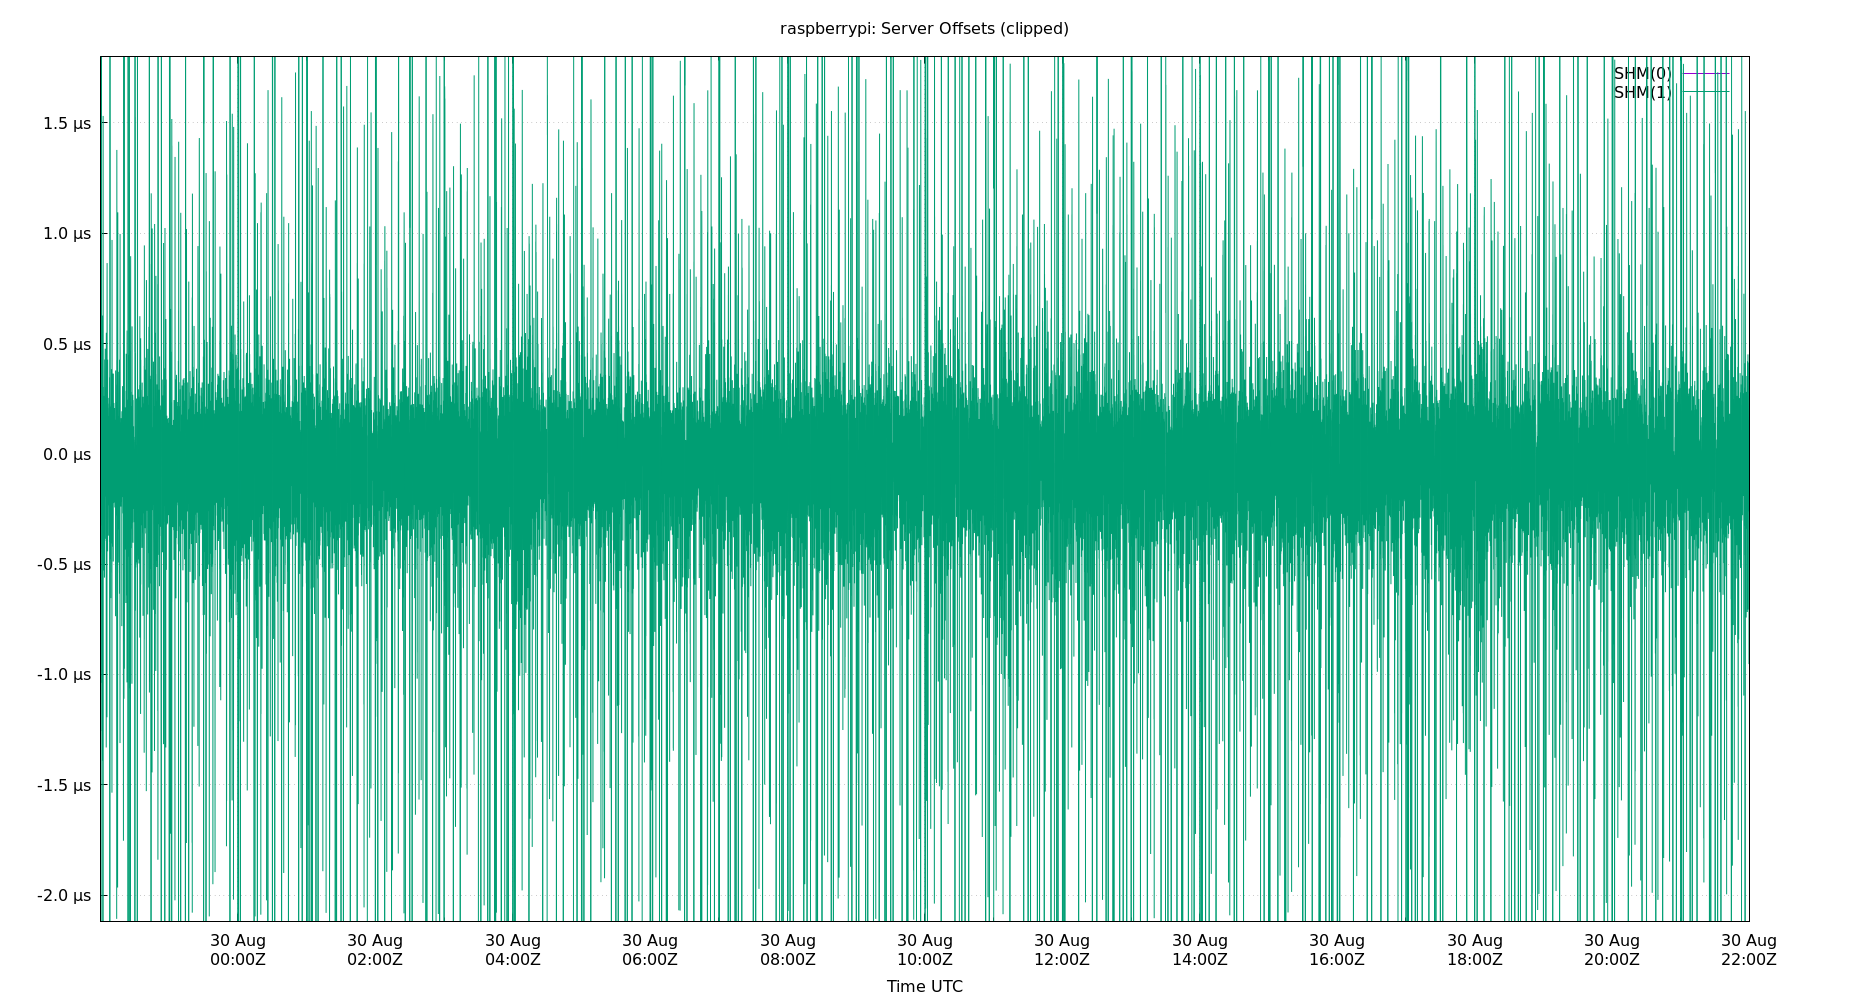 raspberrypi: Server Offsets (clipped)
SHM(0)
SHM(1)
1.5 µs
1.0 µs
0.5 µs
0.0 µs
-0.5 µs
-1.0 µs
-1.5 µs
-2.0 µs
30 Aug 30 Aug 30 Aug 30 Aug 30 Aug 30 Aug 30 Aug 30 Aug 30 Aug 30 Aug 30 Aug 30 Aug
00:00Z 02:00Z 04:00Z 06:00Z 08:00Z 10:00Z 12:00Z 14:00Z 16:00Z 18:00Z 20:00Z 22:00Z
Time UTC